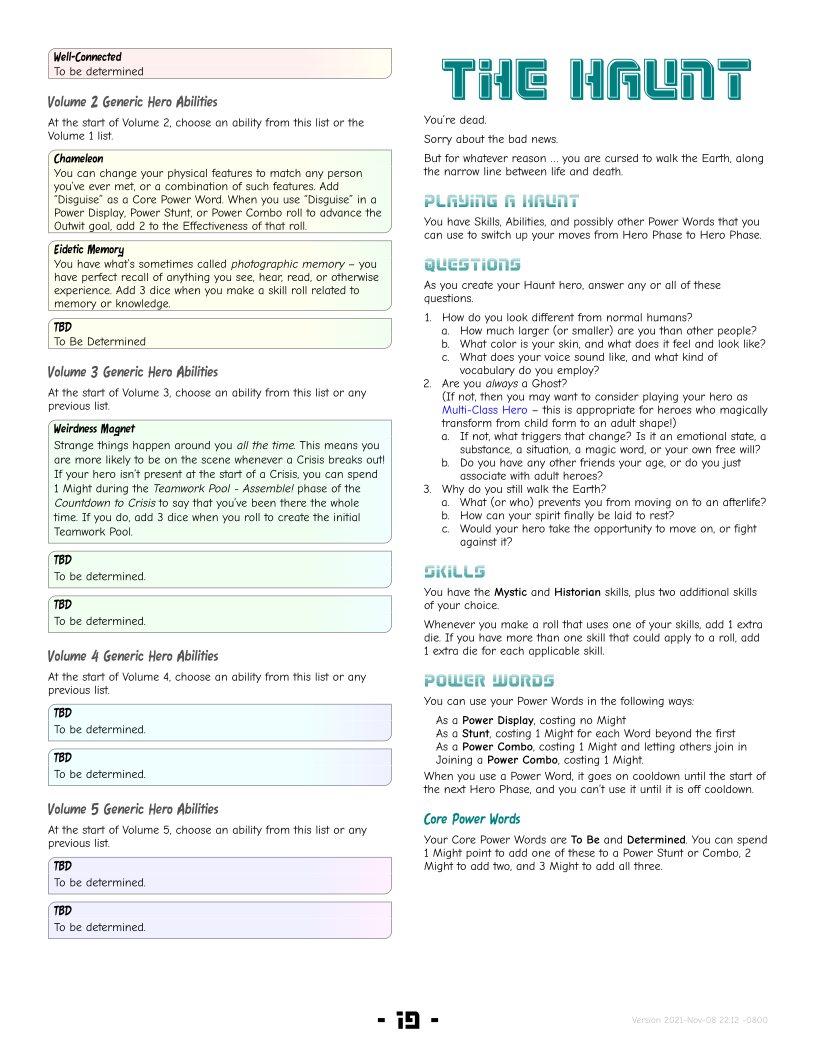 Well-Connected
To be determined
Volume 2 Generic Hero Abilities
At the start of Volume 2, choose an ability from this list or the
Volume 1 list.
Chameleon
You can change your physical features to match any person
you've ever met, or a combination of such features. Add
"Disguise" as a Core Power Word. When you use "Disguise" in a
Power Display, Power Stunt, or Power Combo roll to advance the
Outwit goal, add 2 to the Effectiveness of that roll.
Eidetic Memory
You have what's sometimes called photographic memory – you
have perfect recall of anything you see, hear, read, or otherwise
experience. Add 3 dice when you make a skill roll related to
memory or knowledge.
TBD
To Be Determined
Volume 3 Generic Hero Abilities
At the start of Volume 3, choose an ability from this list or any
previous list.
Weirdness Magnet
Strange things happen around you all the time. This means you
are more likely to be on the scene whenever a Crisis breaks out!
If your hero isn't present at the start of a Crisis, you can spend
1 Might during the Teamwork Pool - Assemble! phase of the
Countdown to Crisis to say that you've been there the whole
time. If you do, add 3 dice when you roll to create the initial
Teamwork Pool.
TBD
To be determined.
TBD
To be determined.
Volume 4 Generic Hero Abilities
At the start of Volume 4, choose an ability from this list or any
previous list.
TBD
To be determined.
TBD
To be determined.
Volume 5 Generic Hero Abilities
At the start of Volume 5, choose an ability from this list or any
previous list.
TBD
To be determined.
TBD
To be determined.
THE HAUNT
You're dead.
Sorry about the bad news.
But for whatever reason ... you are cursed to walk the Earth, along
the narrow line between life and death.
PLAYING A HAUNT
You have Skills, Abilities, and possibly other Power Words that you
can use to switch up your moves from Hero Phase to Hero Phase.
QUESTIONS
As you create your Haunt hero, answer any or all of these
questions.
1. How do you look different from normal humans?
a. How much larger (or smaller) are you than other people?
b. What color is your skin, and what does it feel and look like?
c. What does your voice sound like, and what kind of
vocabulary do you employ?
2. Are you always a Ghost?
(If not, then you may want to consider playing your hero as
Multi-Class Hero – this is appropriate for heroes who magically
transform from child form to an adult shape!)
a. If not, what triggers that change? Is it an emotional state, a
substance, a situation, a magic word, or your own free will?
b. Do you have any other friends your age, or do you just
associate with adult heroes?
3. Why do you still walk the Earth?
a. What (or who) prevents you from moving on to an afterlife?
b. How can your spirit finally be laid to rest?
c. Would your hero take the opportunity to move on, or fight
against it?
SKILLS
You have the Mystic and Historian skills, plus two additional skills
of your choice.
Whenever you make a roll that uses one of your skills, add 1 extra
die. If you have more than one skill that could apply to a roll, add
1 extra die for each applicable skill.
POWER WORDS
You can use your Power Words in the following ways:
As a Power Display, costing no Might
As a Stunt, costing 1 Might for each Word beyond the first
As a Power Combo, costing 1 Might and letting others join in
Joining a Power Combo, costing 1 Might.
When you use a Power Word, it goes on cooldown until the start of
the next Hero Phase, and you can't use it until it is off cooldown.
Core Power Words
Your Core Power Words are To Be and Determined. You can spend
1 Might point to add one of these to a Power Stunt or Combo, 2
Might to add two, and 3 Might to add all three.
- 19 -
Version 2021-Nov-08 22:12 -0800